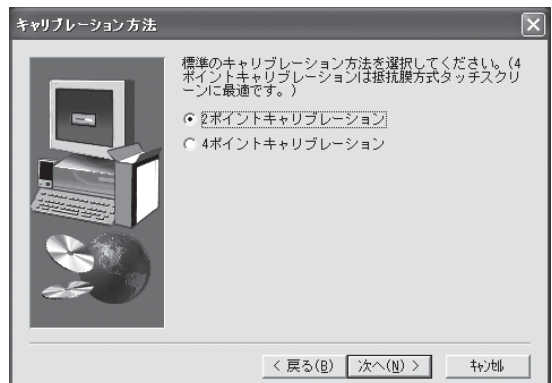 キャリブレーション方法
標準のキャリブレーション方法を選択してください。(4
ポイントキャリブレーションは抵抗膜方式タッチスクリ
ーンに最適です。)
2ポイントキャリブレーション
4ポイントキャリブレーション
< 戻る(B)
次へ(N) >
キャンセル